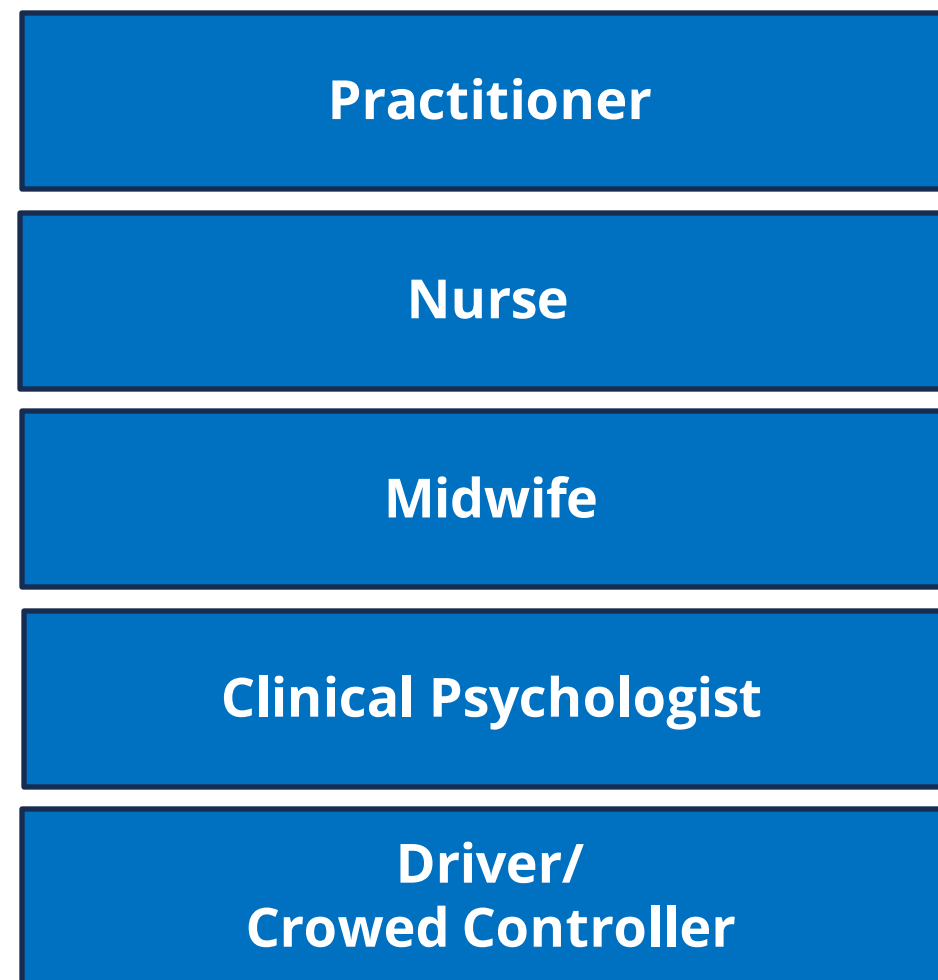 Practitioner
Nurse
Midwife
Clinical Psychologist
Driver/
Crowed Controller